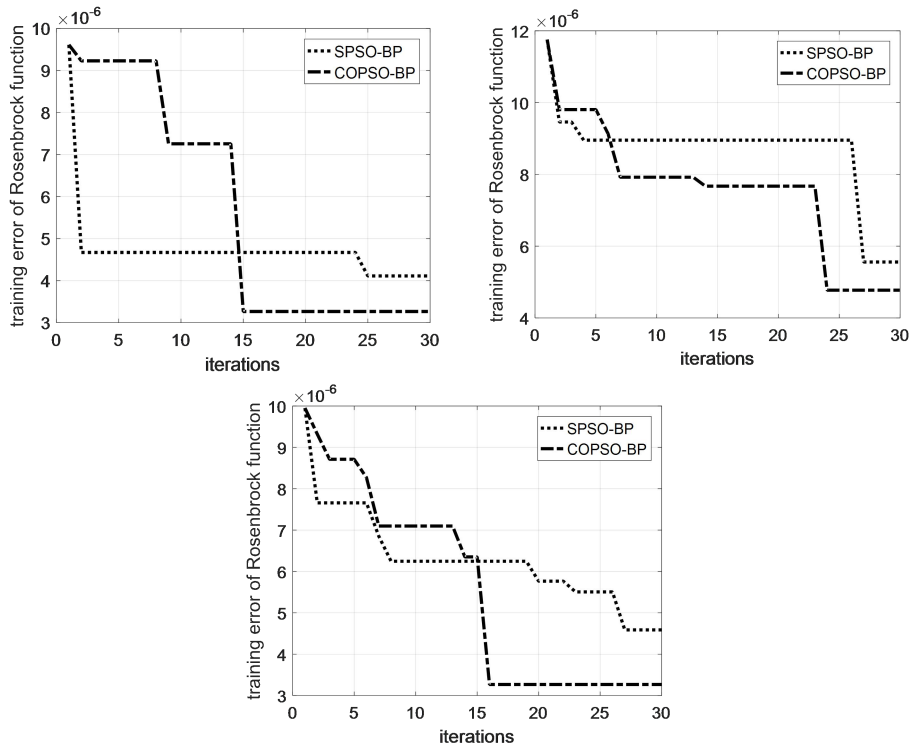 ×10⁻⁶
10
9
8
7
6
5
4
3
0 5 10 15 20 25 30
training error of Rosenbrock function
iterations
SPSO-BP
COPSO-BP
×10⁻⁶
12
10
8
6
4
0 5 10 15 20 25 30
training error of Rosenbrock function
iterations
SPSO-BP
COPSO-BP
×10⁻⁶
10
9
8
7
6
5
4
3
0 5 10 15 20 25 30
training error of Rosenbrock function
iterations
SPSO-BP
COPSO-BP